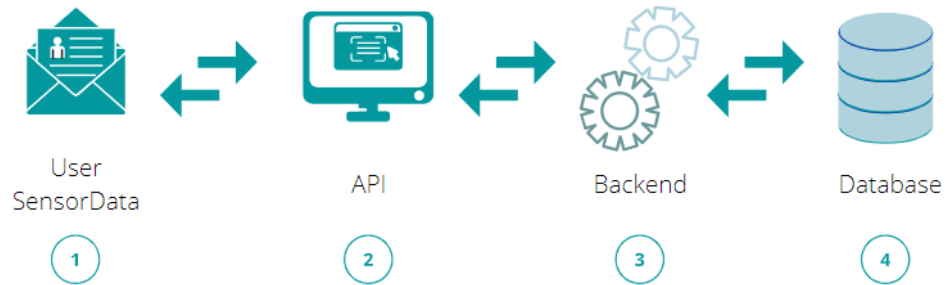 User
SensorData
API
Backend
Database
1
2
3
4